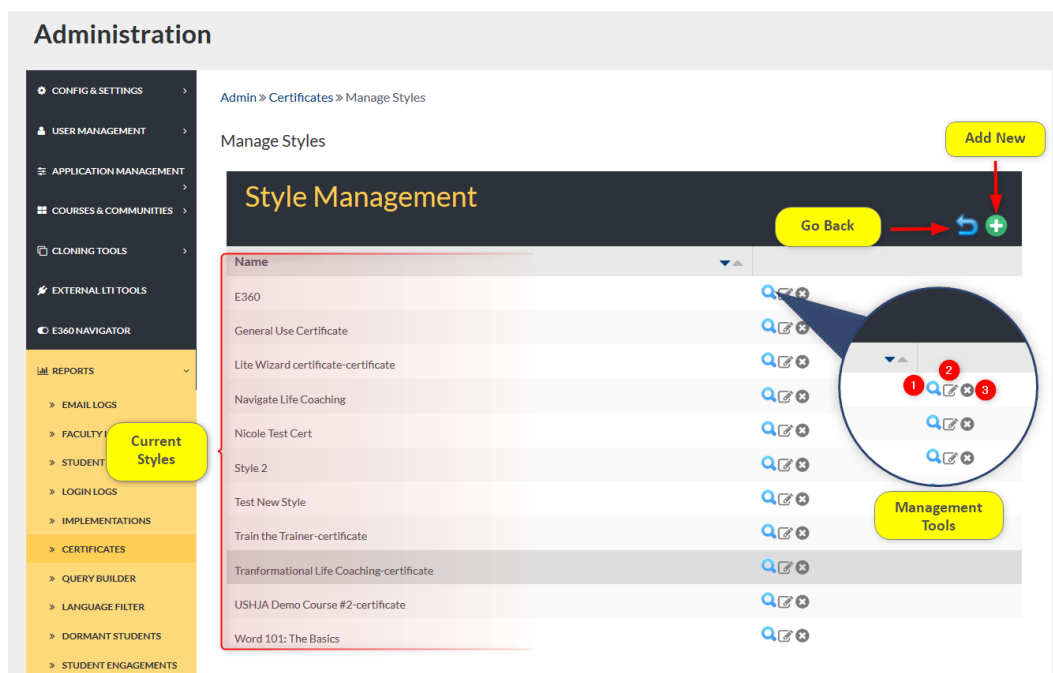 Administration
CONFIG & SETTINGS
USER MANAGEMENT
APPLICATION MANAGEMENT
COURSES & COMMUNITIES
CLONING TOOLS
EXTERNAL LTI TOOLS
E360 NAVIGATOR
REPORTS
» EMAIL LOGS
» FACULTY
» STUDENT
» LOGIN LOGS
» IMPLEMENTATIONS
» CERTIFICATES
» QUERY BUILDER
» LANGUAGE FILTER
» DORMANT STUDENTS
» STUDENT ENGAGEMENTS
Current
Styles
Admin » Certificates » Manage Styles
Manage Styles
Add New
Style Management
Go Back
Name
E360
General Use Certificate
Lite Wizard certificate-certificate
Navigate Life Coaching
Nicole Test Cert
Style 2
Test New Style
Train the Trainer-certificate
Tranformational Life Coaching-certificate
USHJA Demo Course #2-certificate
Word 101: The Basics
1
2
3
Management
Tools